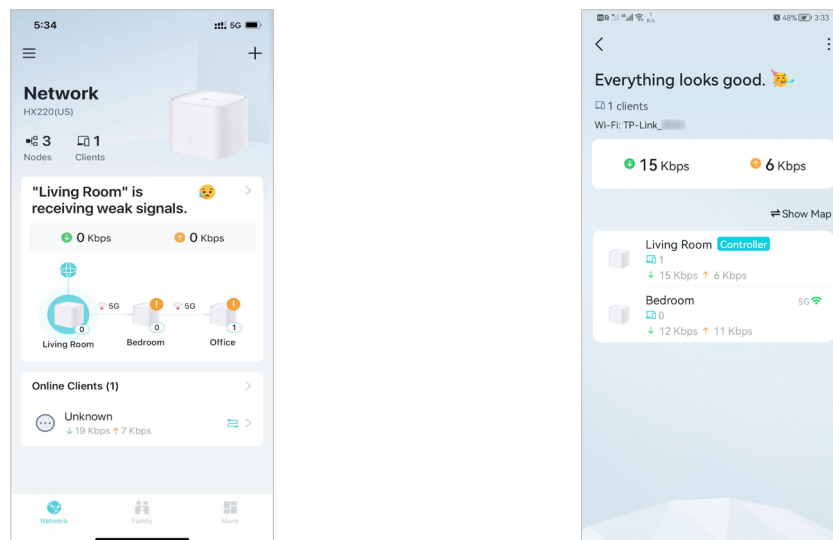 5:34
5G
Network
HX220(US)
3
1
Nodes
Clients
"Living Room" is
receiving weak signals.
0 Kbps
0 Kbps
5G
5G
0
0
1
Living Room
Bedroom
Office
Online Clients (1)
Unknown
↓ 19 Kbps ↑ 7 Kbps
Network
Family
More
48%
3:33
Everything looks good.
1 clients
Wi-Fi: TP-Link_
15 Kbps
6 Kbps
Show Map
Living Room Controller
1
↓ 15 Kbps ↑ 6 Kbps
Bedroom
5G
0
↓ 12 Kbps ↑ 11 Kbps